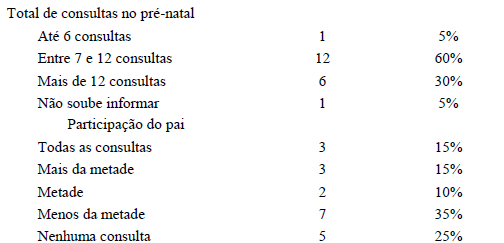 Total de consultas no pré-natal
Até 6 consultas 1 5%
Entre 7 e 12 consultas 12 60%
Mais de 12 consultas 6 30%
Não soube informar 1 5%
Participação do pai
Todas as consultas 3 15%
Mais da metade 3 15%
Metade 2 10%
Menos da metade 7 35%
Nenhuma consulta 5 25%